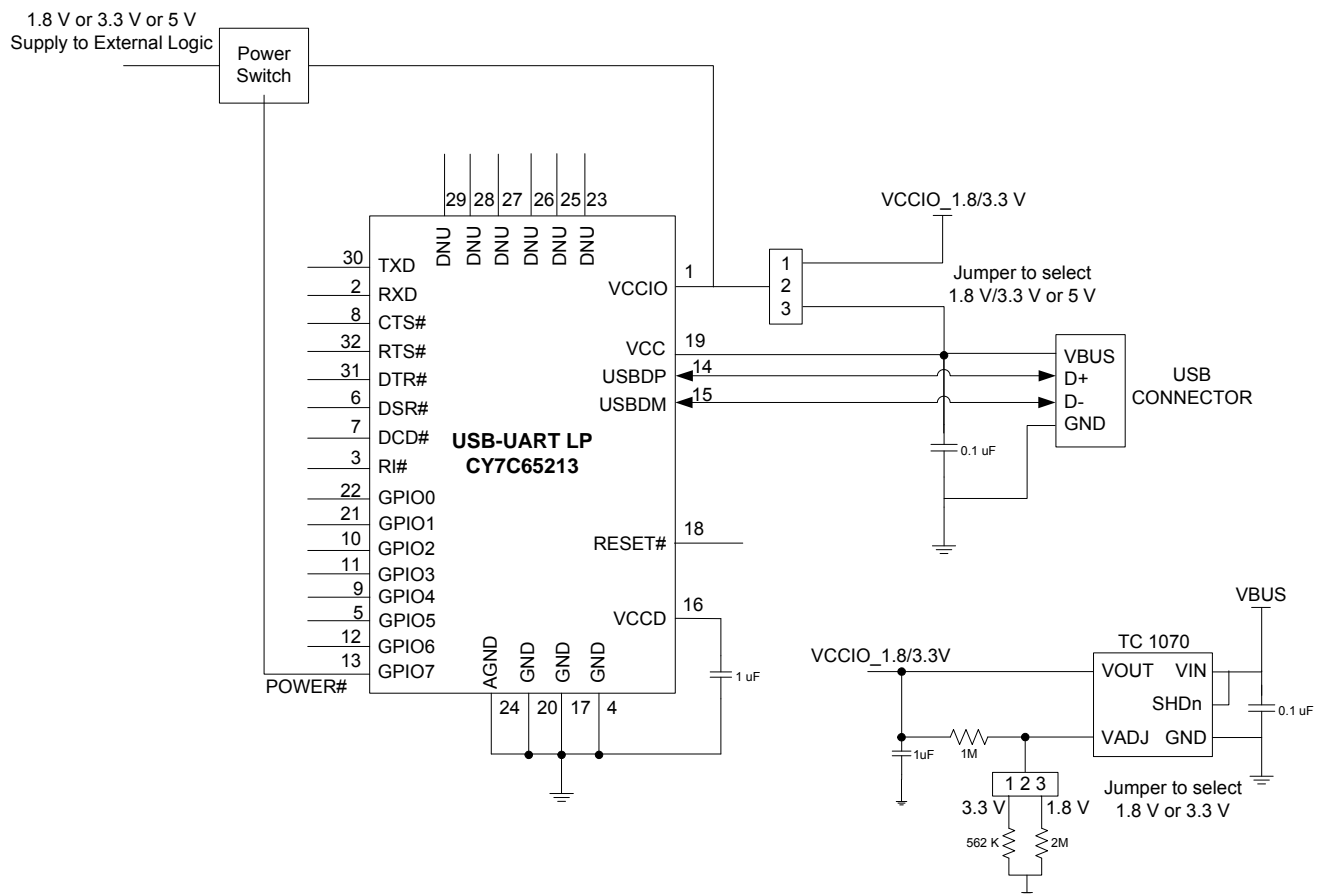 1.8 V or 3.3 V or 5 V
Supply to External Logic
Power
Switch
29 28 27 26 25 23
DNU DNU DNU DNU DNU DNU
VCCIO_1.8/3.3 V
30 TXD
2 RXD
8 CTS#
32 RTS#
31 DTR#
6 DSR#
7 DCD#
3 RI#
22 GPIO0
21 GPIO1
10 GPIO2
11 GPIO3
9 GPIO4
5 GPIO5
12 GPIO6
13 GPIO7
POWER#
USB-UART LP
CY7C65213
VCCIO 1
VCC 19
USBDP 14
USBDM 15
RESET# 18
VCCD 16
1 uF
AGND GND GND GND
24 20 17 4
1
2
3
Jumper to select
1.8 V/3.3 V or 5 V
VBUS
D+
D-
GND
USB
CONNECTOR
0.1 uF
VBUS
TC 1070
VCCIO_1.8/3.3V
VOUT VIN
SHDn
VADJ GND
0.1 uF
1uF
1M
1 2 3
3.3 V 1.8 V
562 K 2M
Jumper to select
1.8 V or 3.3 V